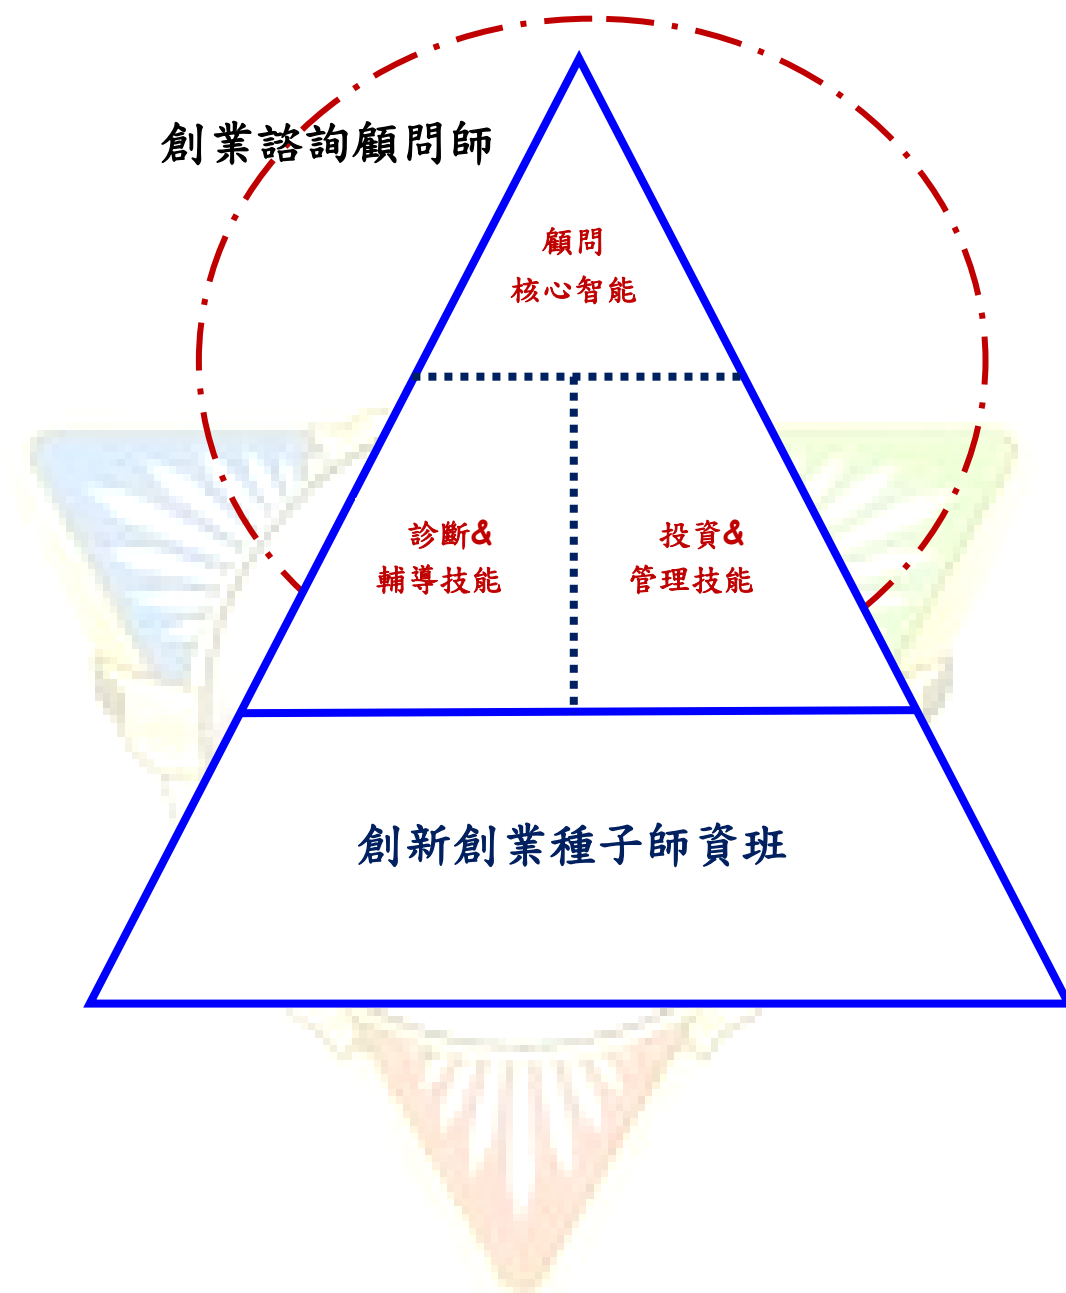 創業諮詢顧問師
顧問
核心智能
診斷&
輔導技能
投資&
管理技能
創新創業種子師資班